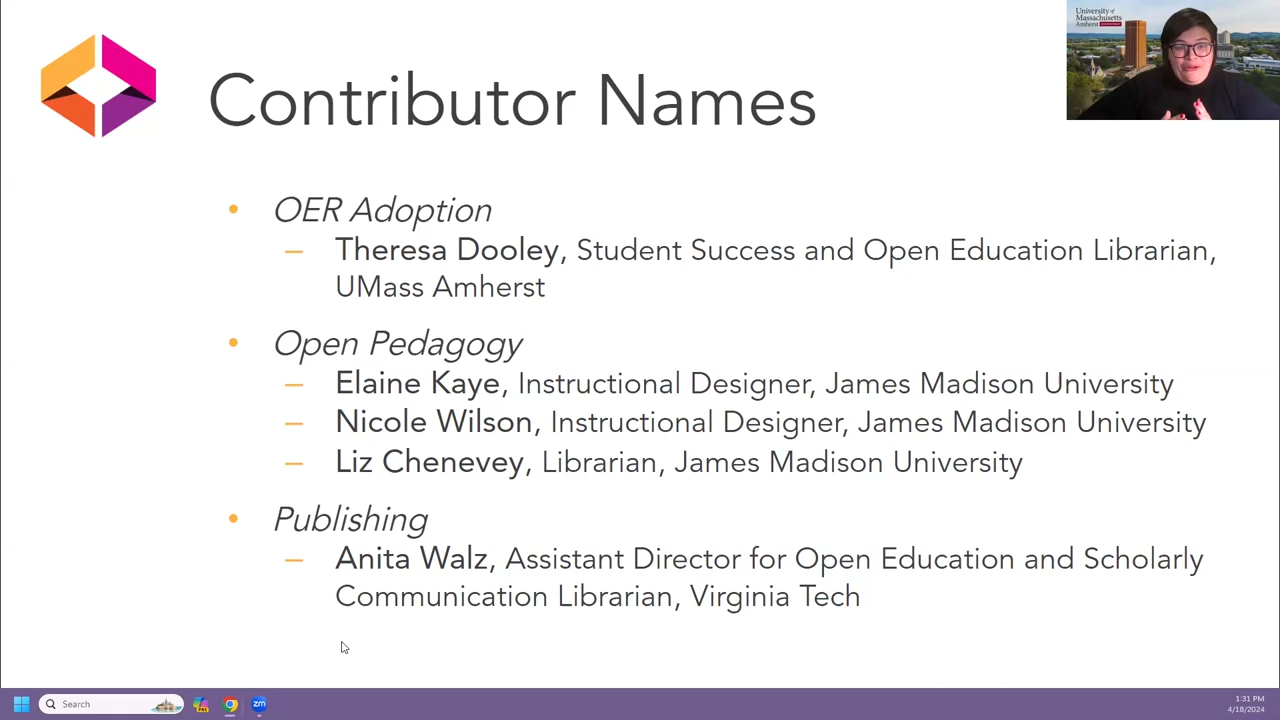 University of
Massachusetts
Amherst
Contributor Names
• OER Adoption
– Theresa Dooley, Student Success and Open Education Librarian,
UMass Amherst
• Open Pedagogy
– Elaine Kaye, Instructional Designer, James Madison University
– Nicole Wilson, Instructional Designer, James Madison University
– Liz Chenevey, Librarian, James Madison University
• Publishing
– Anita Walz, Assistant Director for Open Education and Scholarly
Communication Librarian, Virginia Tech
Search
zm
1:31 PM
4/18/2024